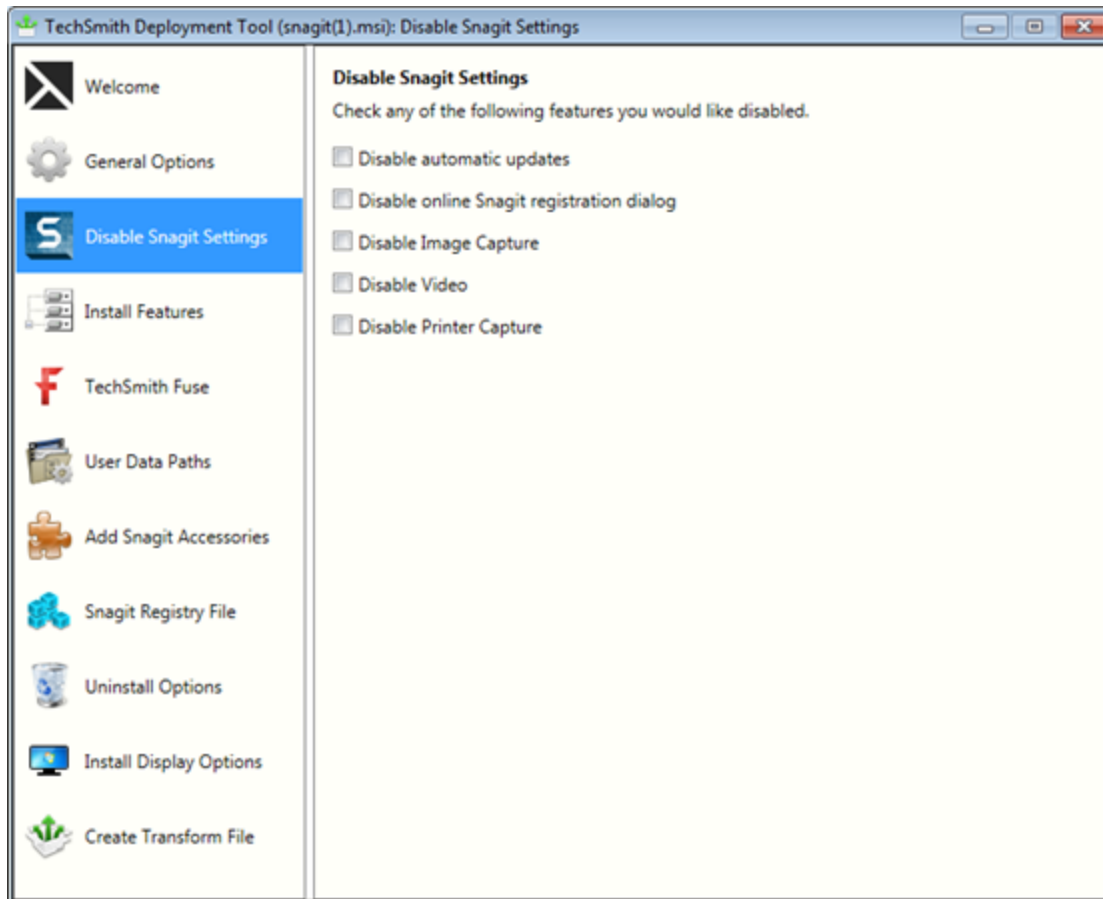 TechSmith Deployment Tool (snagit(1).msi): Disable Snagit Settings
Welcome
General Options
Disable Snagit Settings
Install Features
TechSmith Fuse
User Data Paths
Add Snagit Accessories
Snagit Registry File
Uninstall Options
Install Display Options
Create Transform File
Disable Snagit Settings
Check any of the following features you would like disabled.
Disable automatic updates
Disable online Snagit registration dialog
Disable Image Capture
Disable Video
Disable Printer Capture